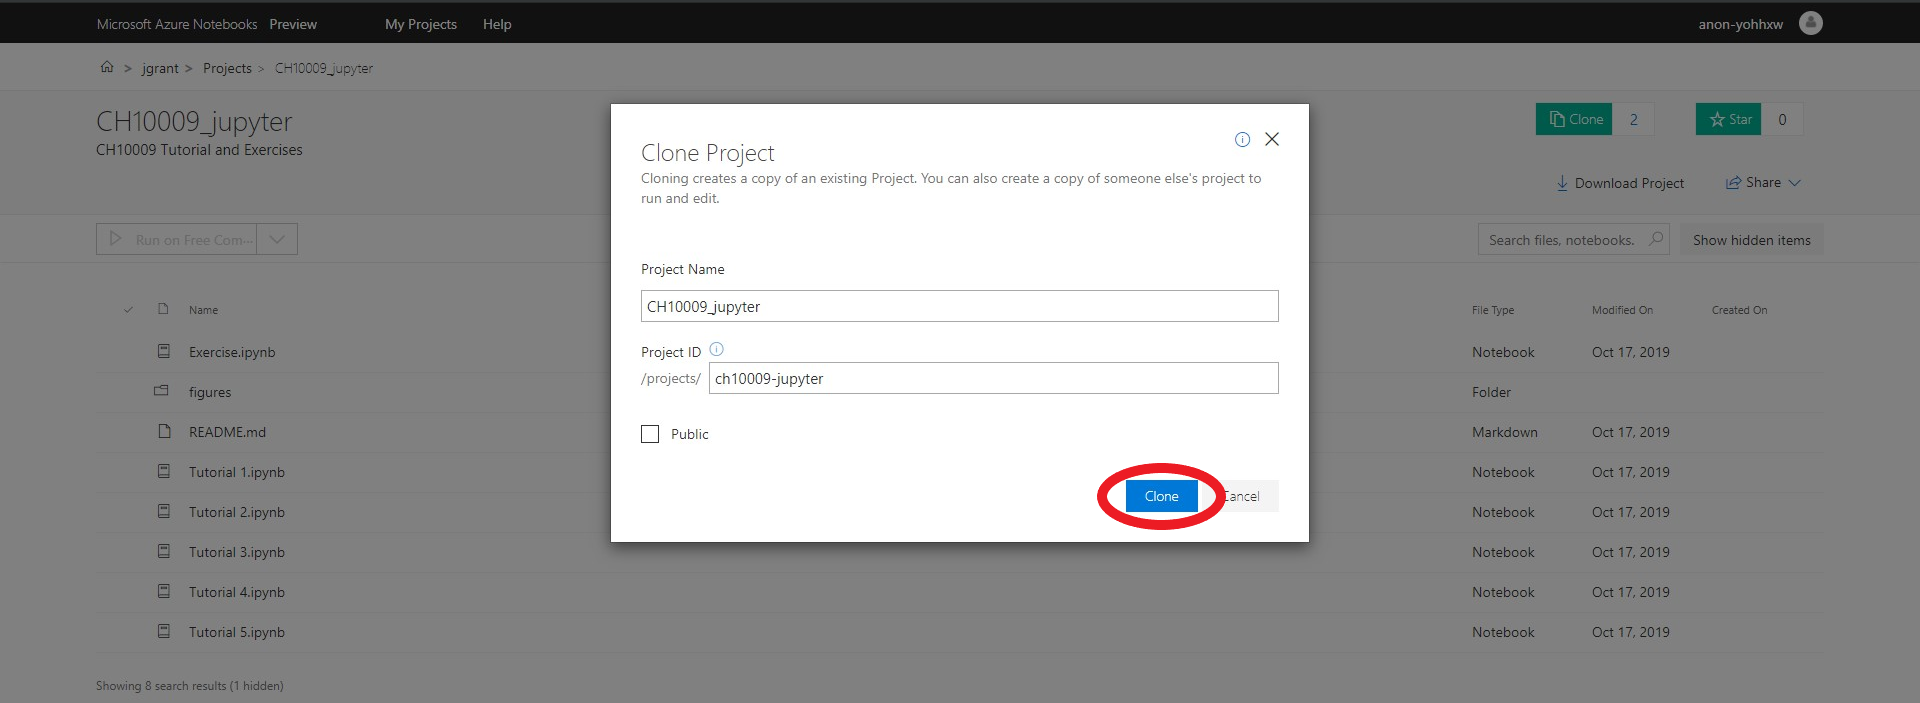 Microsoft Azure Notebooks Preview My Projects Help anon-yohhxw
> jgrant > Projects > CH10009_jupyter
CH10009_jupyter
CH10009 Tutorial and Exercises
Clone 2 Star 0
Download Project Share
Run on Free Com...
Search files, notebooks. Show hidden items
Clone Project
Cloning creates a copy of an existing Project. You can also create a copy of someone else's project to
run and edit.
Project Name
CH10009_jupyter
Project ID
/projects/ ch10009-jupyter
Public
Clone Cancel
Name File Type Modified On Created On
Exercise.ipynb Notebook Oct 17, 2019
figures Folder
README.md Markdown Oct 17, 2019
Tutorial 1.ipynb Notebook Oct 17, 2019
Tutorial 2.ipynb Notebook Oct 17, 2019
Tutorial 3.ipynb Notebook Oct 17, 2019
Tutorial 4.ipynb Notebook Oct 17, 2019
Tutorial 5.ipynb Notebook Oct 17, 2019
Showing 8 search results (1 hidden)